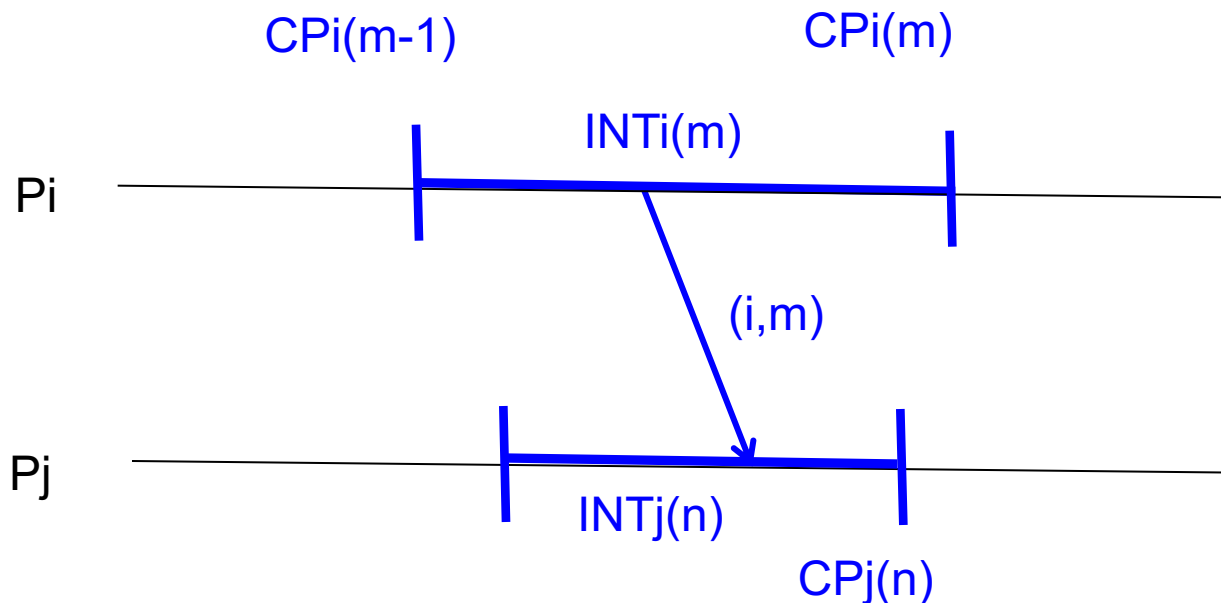 CPi(m-1)
CPi(m)
INTi(m)
Pi
(i,m)
Pj
INTj(n)
CPj(n)